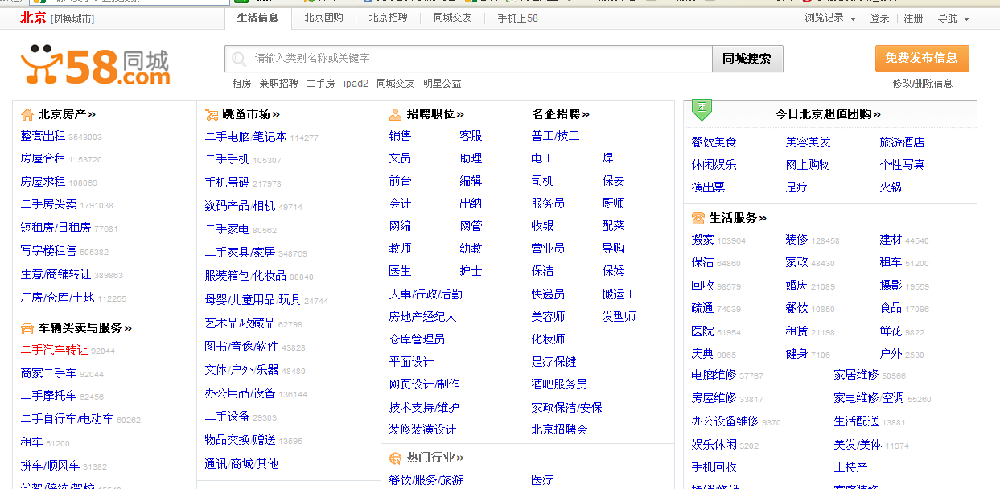 北京 [切换城市]
生活信息 北京团购 北京招聘 同城交友 手机上58
浏览记录 登录 注册 导航
58同城.com
请输入类别名称或关键字 同城搜索
免费发布信息
租房 兼职招聘 二手房 ipad2 同城交友 明星公益
修改/删除信息
北京房产»
整套出租 3543003
房屋合租 1153720
房屋求租 108069
二手房买卖 1791038
短租房/日租房 77681
写字楼租售 505382
生意/商铺转让 389863
厂房/仓库/土地 112255
车辆买卖与服务»
二手汽车转让 92044
商家二手车 92044
二手摩托车 62456
二手自行车/电动车 60262
租车 51200
拼车/顺风车 31382
代驾/陪练/驾校
跳蚤市场»
二手电脑/笔记本 114277
二手手机 105307
手机号码 217978
数码产品/相机 49714
二手家电 80562
二手家具/家居 348769
服装箱包/化妆品 88840
母婴/儿童用品/玩具 24744
艺术品/收藏品 62799
图书/音像/软件 43828
文体/户外/乐器 48480
办公用品/设备 136144
二手设备 29303
物品交换/赠送 13595
通讯/商城/其他
招聘职位» 名企招聘»
销售 客服 普工/技工
文员 助理 电工 焊工
前台 编辑 司机 保安
会计 出纳 服务员 厨师
网编 网管 收银 配菜
教师 幼教 营业员 导购
医生 护士 保洁 保姆
人事/行政/后勤 快递员 搬运工
房地产经纪人 美容师 发型师
仓库管理员 化妆师
平面设计 足疗保健
网页设计/制作 酒吧服务员
技术支持/维护 家政保洁/安保
装修装潢设计 北京招聘会
热门行业»
餐饮/服务/旅游 医疗
团 今日北京超值团购»
餐饮美食 美容美发 旅游酒店
休闲娱乐 网上购物 个性写真
演出票 足疗 火锅
生活服务»
搬家 163964 装修 128458 建材 44540
保洁 64860 家政 48430 租车 51200
回收 98579 婚庆 21089 摄影 19559
疏通 74039 餐饮 10850 食品 17096
医院 51954 租赁 21198 鲜花 9822
庆典 9865 健身 7106 户外 2530
电脑维修 37767 家居维修 50566
房屋维修 33817 家电维修/空调 55260
办公设备维修 9370 生活配送 13881
娱乐休闲 3202 美发/美体 11974
手机回收 土特产